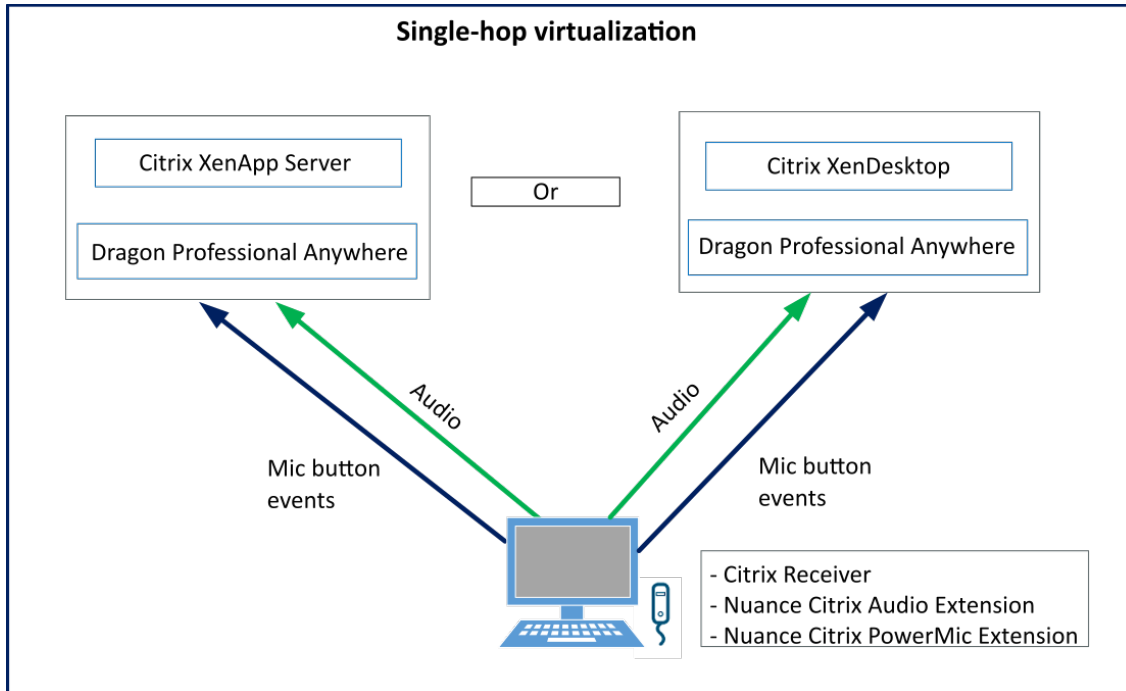 Single-hop virtualization
Citrix XenApp Server
Dragon Professional Anywhere
Or
Citrix XenDesktop
Dragon Professional Anywhere
Audio
Mic button
events
Audio
Mic button
events
- Citrix Receiver
- Nuance Citrix Audio Extension
- Nuance Citrix PowerMic Extension